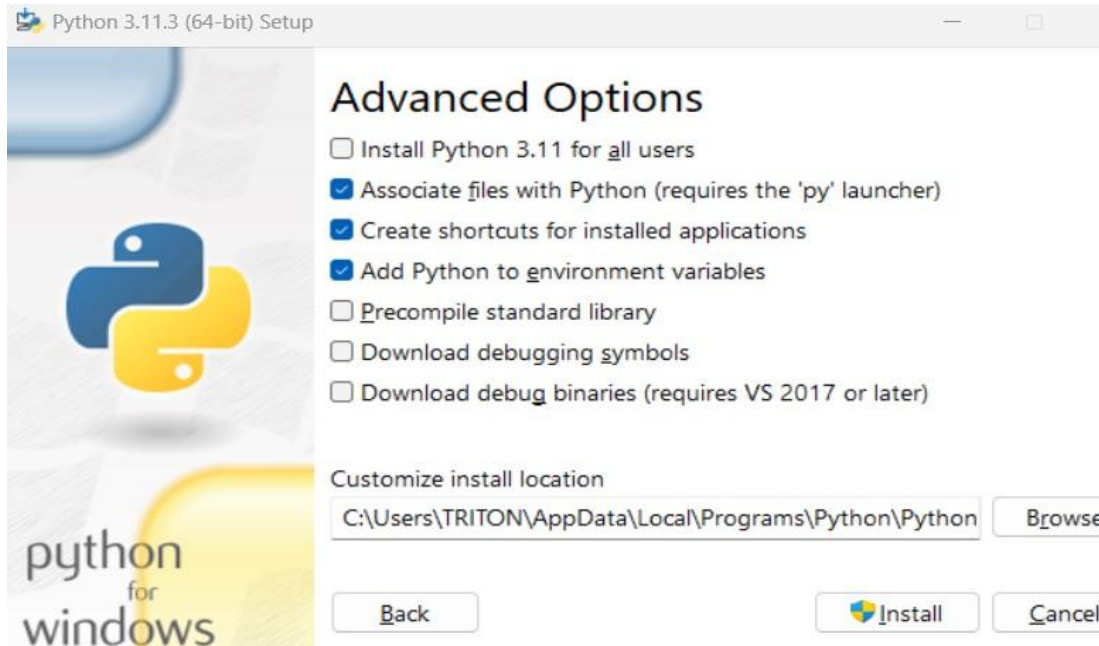 Python 3.11.3 (64-bit) Setup
Advanced Options
Install Python 3.11 for all users
Associate files with Python (requires the 'py' launcher)
Create shortcuts for installed applications
Add Python to environment variables
Precompile standard library
Download debugging symbols
Download debug binaries (requires VS 2017 or later)
Customize install location
C:\Users\TRITON\AppData\Local\Programs\Python\Python
Browse
python
for
windows
Back
Install
Cancel